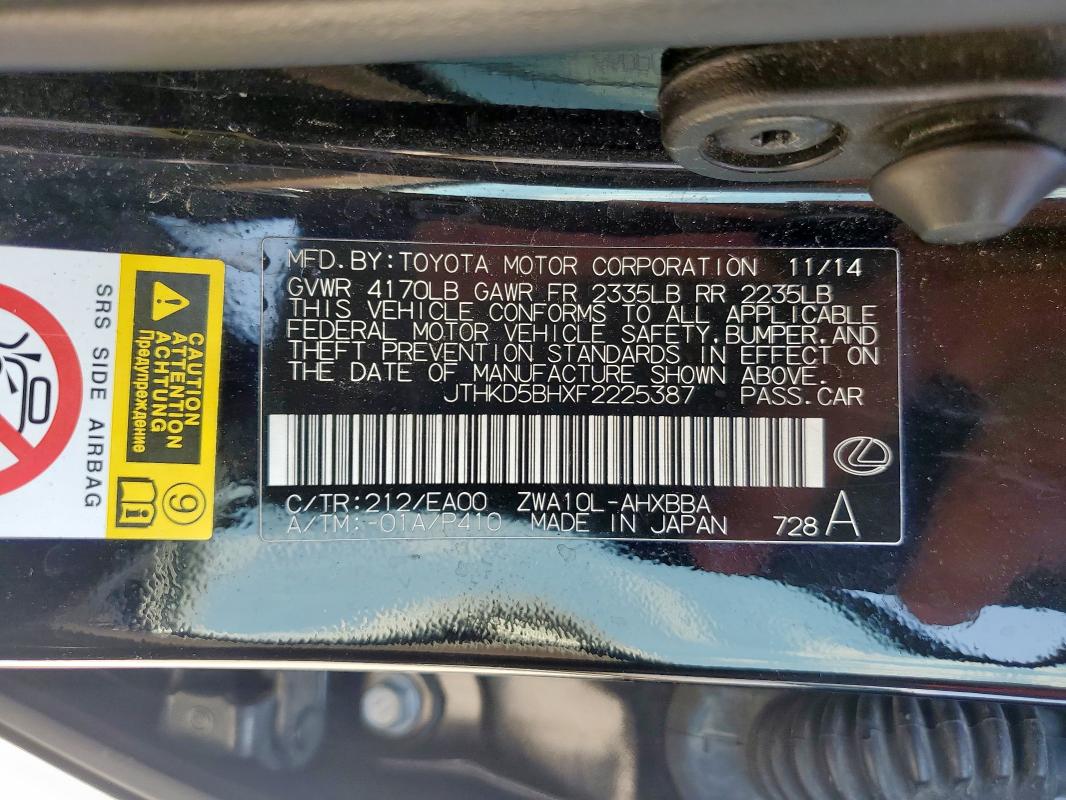 MFD.BY:TOYOTA MOTOR CORPORATION 11/14
GVWR 4170LB GAWR FR 2335LB RR 2235LB
THIS VEHICLE CONFORMS TO ALL APPLICABLE
FEDERAL MOTOR VEHICLE SAFETY.BUMPER.AND
THEFT PREVENTION STANDARDS IN EFFECT ON
THE DATE OF MANUFACTURE SHOWN ABOVE.
JTHKD5BHXF2225387 PASS.CAR
C/TR:212/EA00 ZWA10L-AHXBBA
A/TM:-01A/P410 MADE IN JAPAN 728 A
SRS SIDE AIRBAG
CAUTION
ATTENTION
ACHTUNG
Предупреждение
9